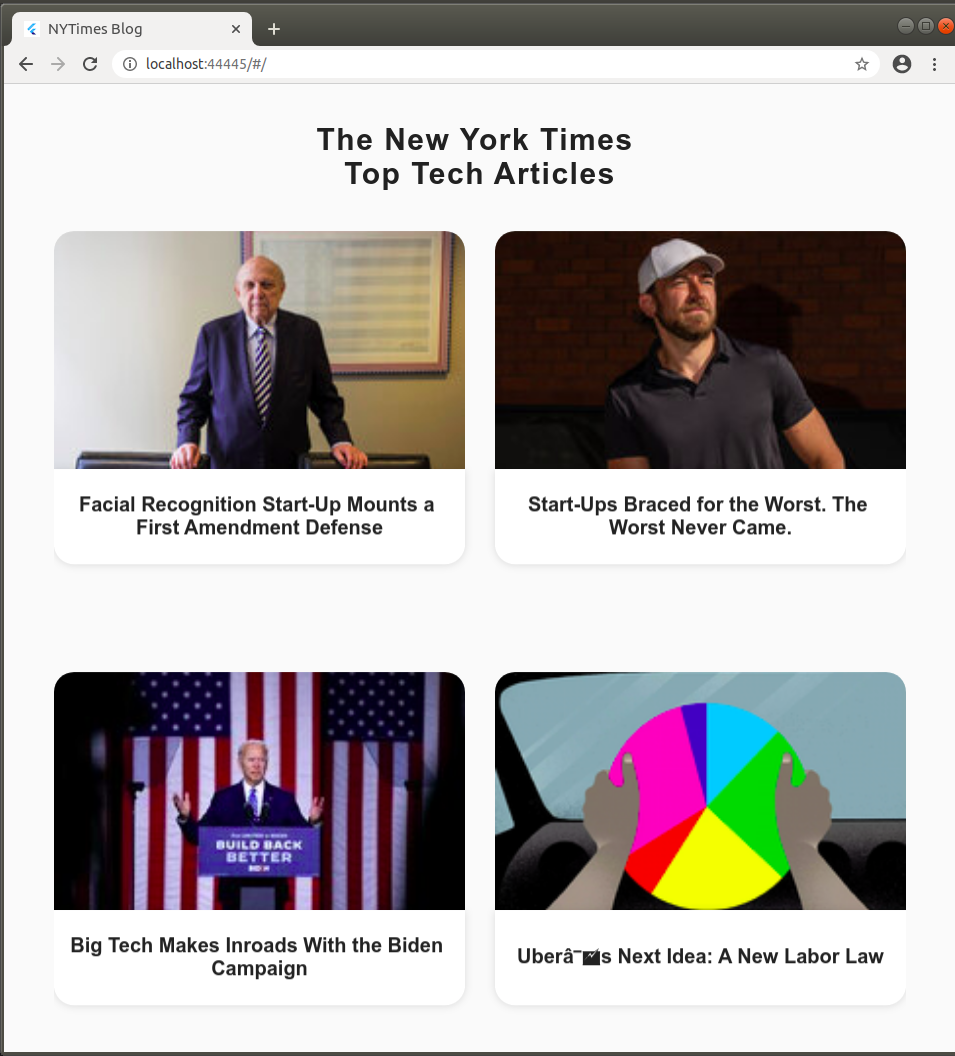 NYTimes Blog
localhost:44445/#/
The New York Times
Top Tech Articles
Facial Recognition Start-Up Mounts a
First Amendment Defense
Start-Ups Braced for the Worst. The
Worst Never Came.
BUILD BACK
BETTER
Big Tech Makes Inroads With the Biden
Campaign
Uberâ s Next Idea: A New Labor Law